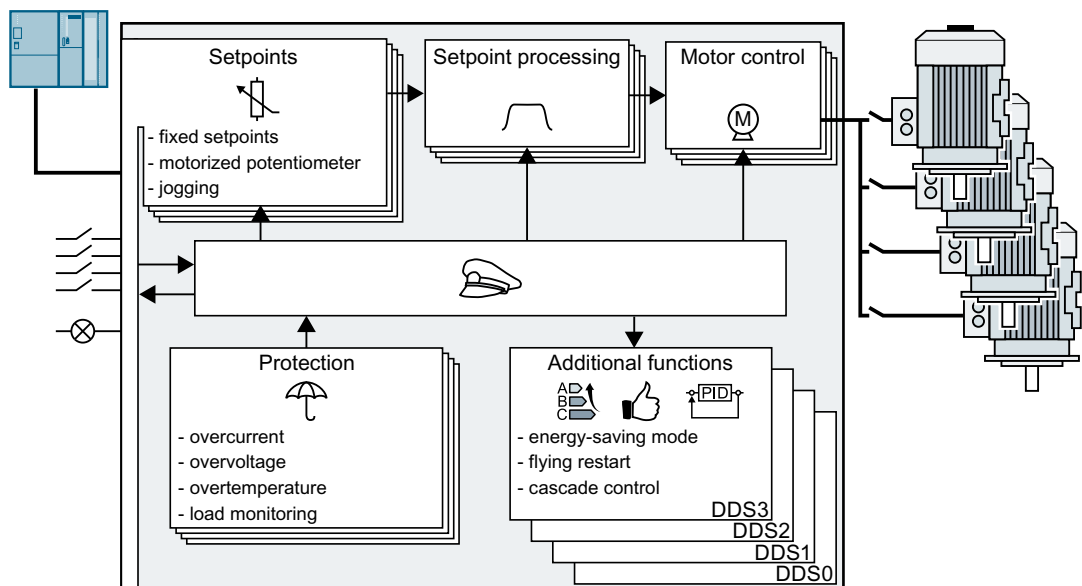 Setpoints
- fixed setpoints
- motorized potentiometer
- jogging
Setpoint processing
Motor control
M
Protection
- overcurrent
- overvoltage
- overtemperature
- load monitoring
Additional functions
A
B
C
PID
- energy-saving mode
- flying restart
- cascade control
DDS3
DDS2
DDS1
DDS0